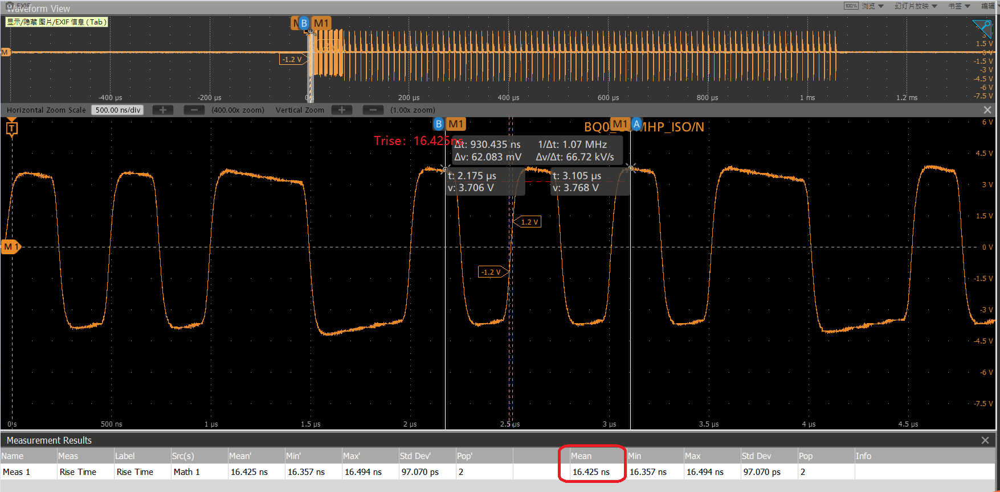 EXIF
Waveform View
100% 浏览 幻灯片放映 书签 编辑
显示/隐藏 图片/EXIF 信息 ( Tab )
B M1
M
-1.2 V
3
1.5 V
0 V
-1.5 V
-3 V
-4.5 V
-6 V
-7.5 V
-400 µs -200 µs 0 s 200 µs 400 µs 600 µs 800 µs 1 ms 1.2 ms
Horizontal Zoom Scale 500.00 ns/div + − (400.00x zoom) Vertical Zoom + − (1.00x zoom)
T
B M1 M1 A
MHP_ISO/N
Trise: 16.425ns
Δt: 930.435 ns 1/Δt: 1.07 MHz
Δv: 62.083 mV Δv/Δt: 66.72 kV/s
t: 2.175 µs
v: 3.706 V
t: 3.105 µs
v: 3.768 V
1.2 V
-1.2 V
M 1
6 V
4.5 V
3 V
1.5 V
0 V
-1.5 V
-3 V
-4.5 V
-6 V
-7.5 V
0 s 500 ns 1 µs 1.5 µs 2 µs 2.5 µs 3 µs 3.5 µs 4 µs 4.5 µs
Measurement Results
Name Meas Label Src(s) Mean' Min' Max' Std Dev' Pop' Mean Min Max Std Dev Pop Info
Meas 1 Rise Time Rise Time Math 1 16.425 ns 16.357 ns 16.494 ns 97.070 ps 2 16.425 ns 16.357 ns 16.494 ns 97.070 ps 2